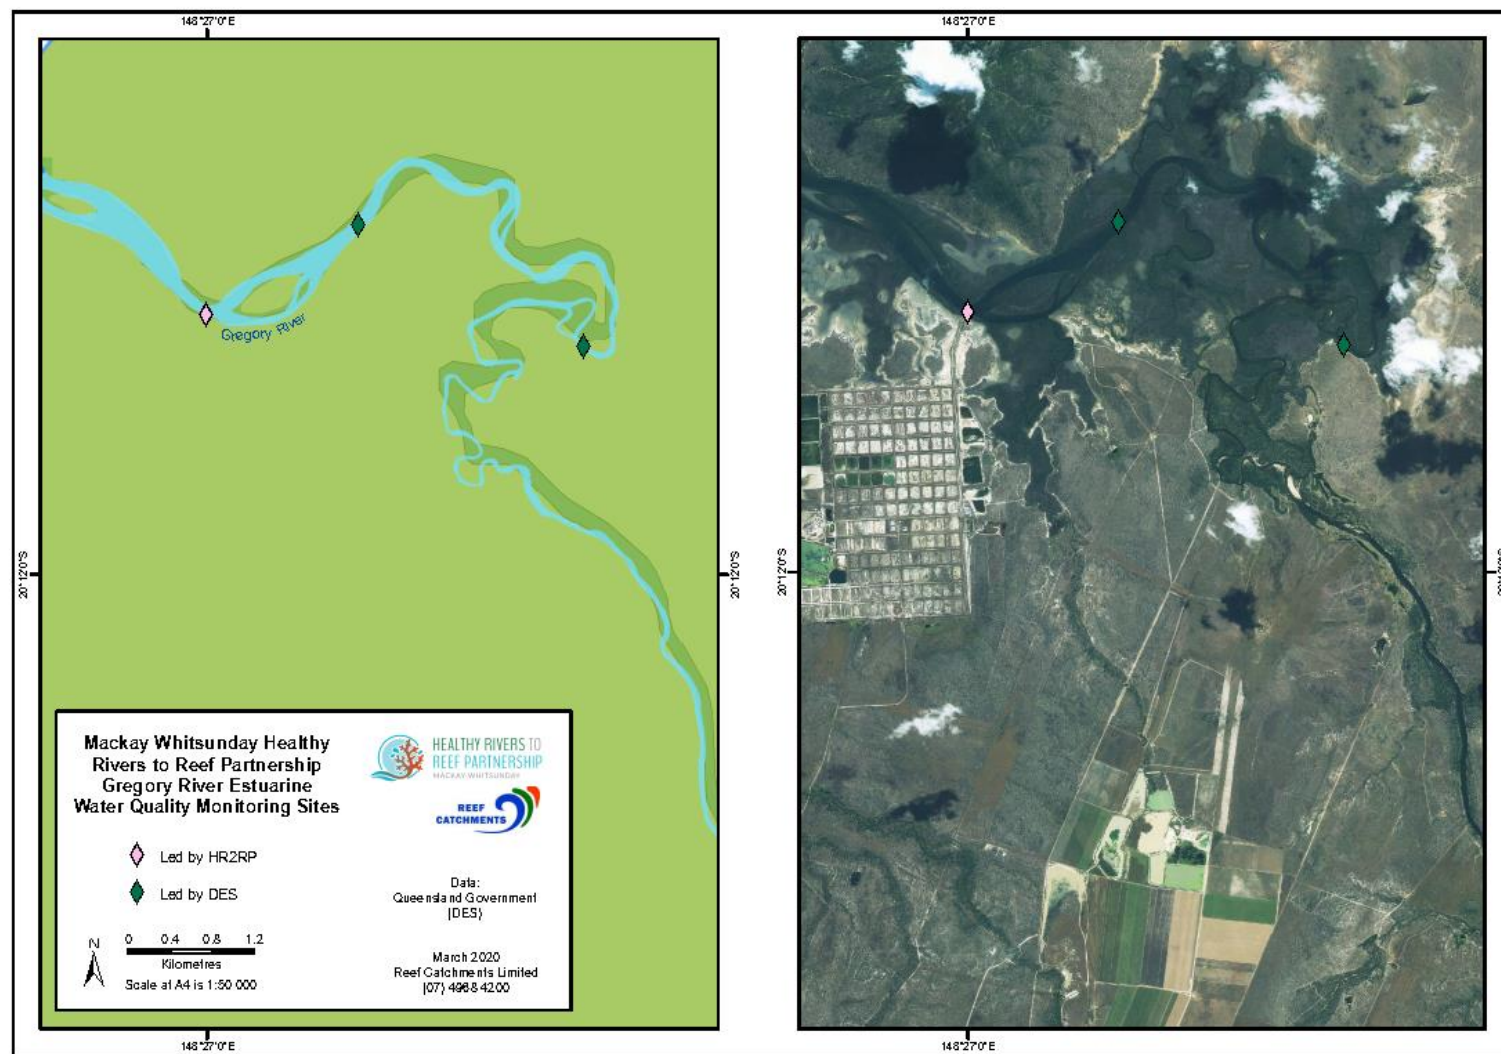 148°27'0"E
148°27'0"E
Gregory River
20°12'0"S
20°12'0"S
20°12'0"S
Mackay Whitsunday Healthy
Rivers to Reef Partnership
Gregory River Estuarine
Water Quality Monitoring Sites
HEALTHY RIVERS TO
REEF PARTNERSHIP
MACKAY WHITSUNDAY
REEF
CATCHMENTS
Led by HR2RP
Led by DES
Data:
Queensland Government
(DES)
N
0 0.4 0.8 1.2
Kilometres
Scale at A4 is 1:50 000
March 2020
Reef Catchments Limited
(07) 4968 4200
148°27'0"E
148°27'0"E